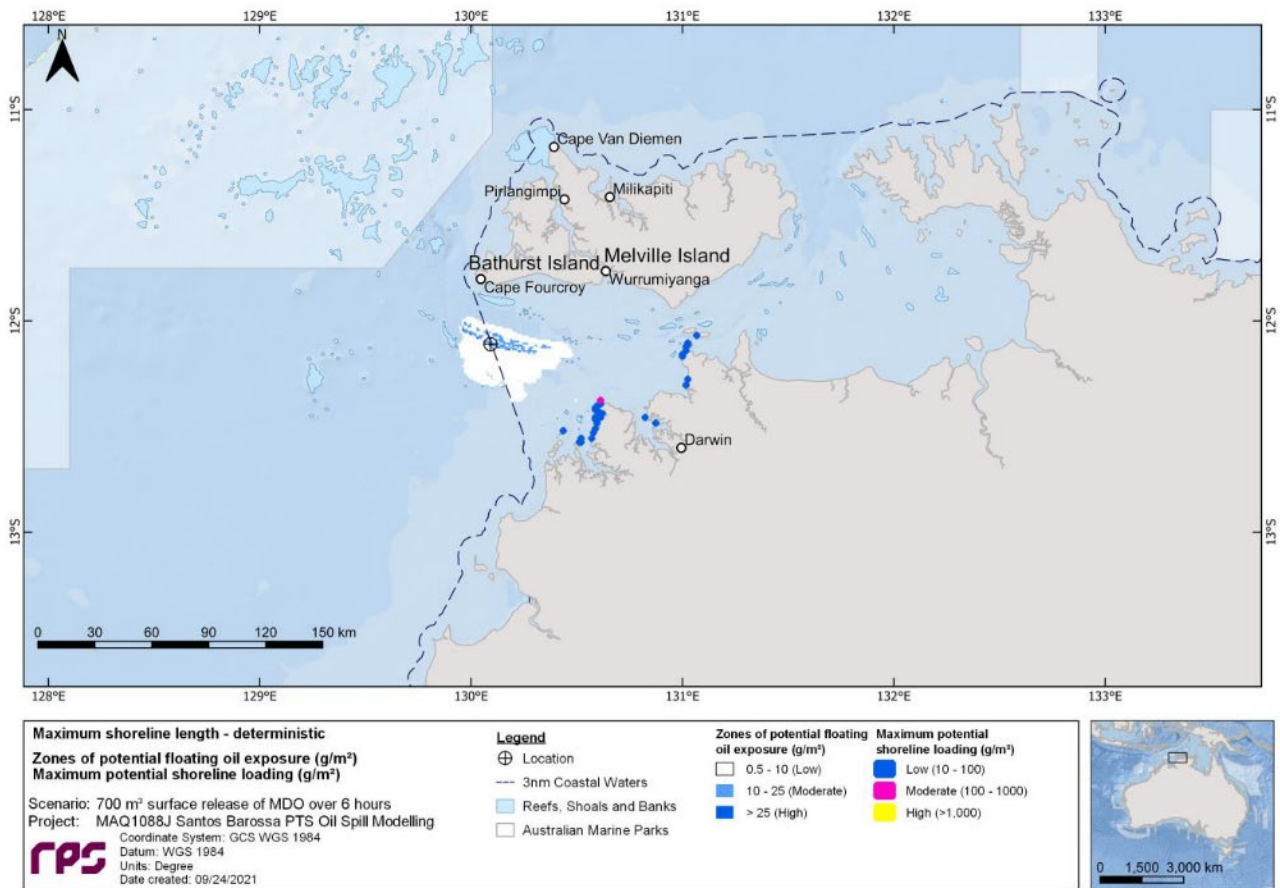 128°E 129°E 130°E 131°E 132°E 133°E
N
11°S 11°S
Cape Van Diemen
Pirlangimpi Milikapiti
Bathurst Island Melville Island
Cape Fourcroy Wurrumiyanga
12°S 12°S
Darwin
13°S 13°S
0 30 60 90 120 150 km
128°E 129°E 130°E 131°E 132°E 133°E
Maximum shoreline length - deterministic
Zones of potential floating oil exposure (g/m²)
Maximum potential shoreline loading (g/m²)
Scenario: 700 m³ surface release of MDO over 6 hours
Project: MAQ1088J Santos Barossa PTS Oil Spill Modelling
Coordinate System: GCS WGS 1984
Datum: WGS 1984
Units: Degree
Date created: 09/24/2021
rps
Legend
Location
3nm Coastal Waters
Reefs, Shoals and Banks
Australian Marine Parks
Zones of potential floating
oil exposure (g/m²)
0.5 - 10 (Low)
10 - 25 (Moderate)
> 25 (High)
Maximum potential
shoreline loading (g/m²)
Low (10 - 100)
Moderate (100 - 1000)
High (>1,000)
0 1,500 3,000 km